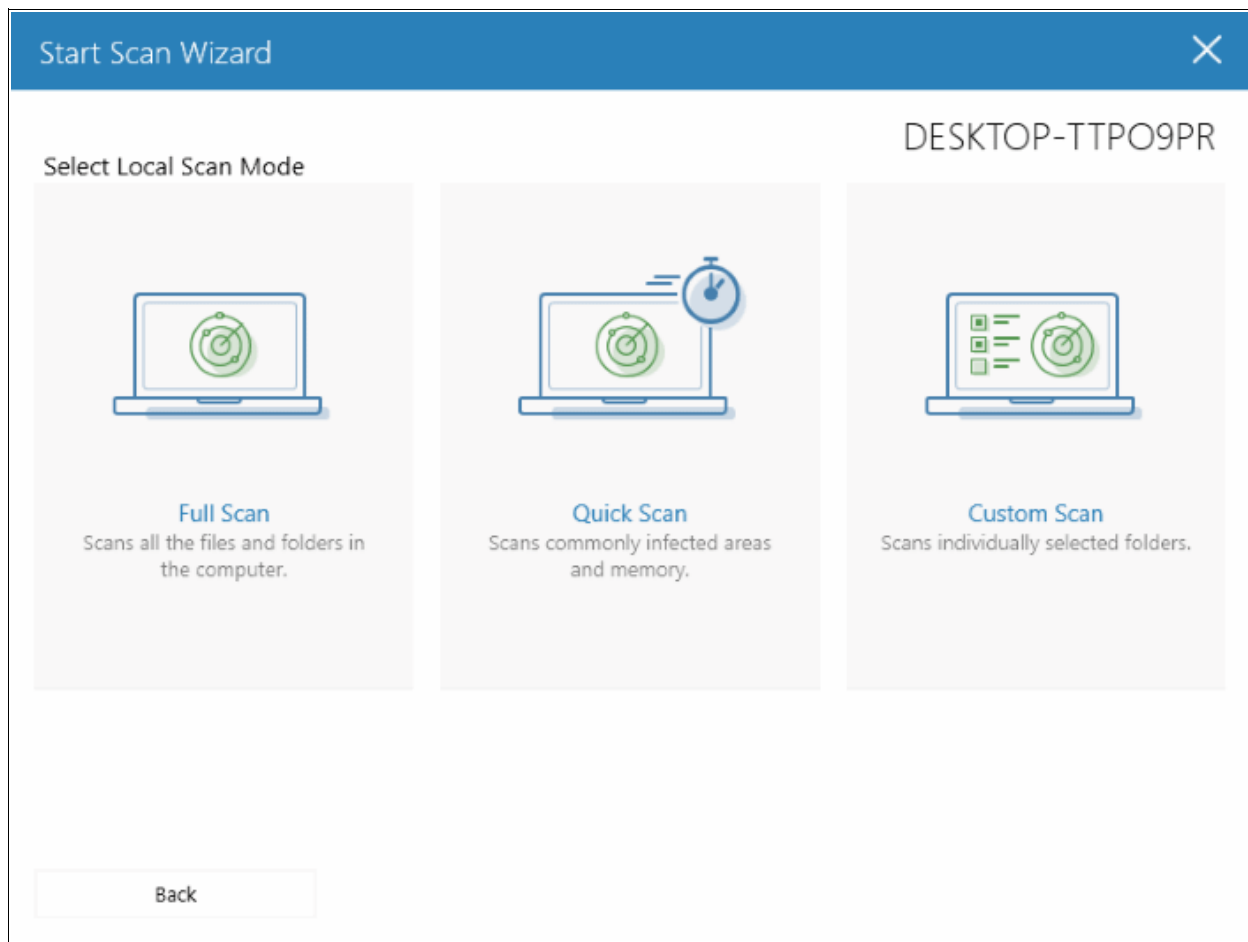 Start Scan Wizard
DESKTOP-TTPO9PR
Select Local Scan Mode
Full Scan
Scans all the files and folders in
the computer.
Quick Scan
Scans commonly infected areas
and memory.
Custom Scan
Scans individually selected folders.
Back